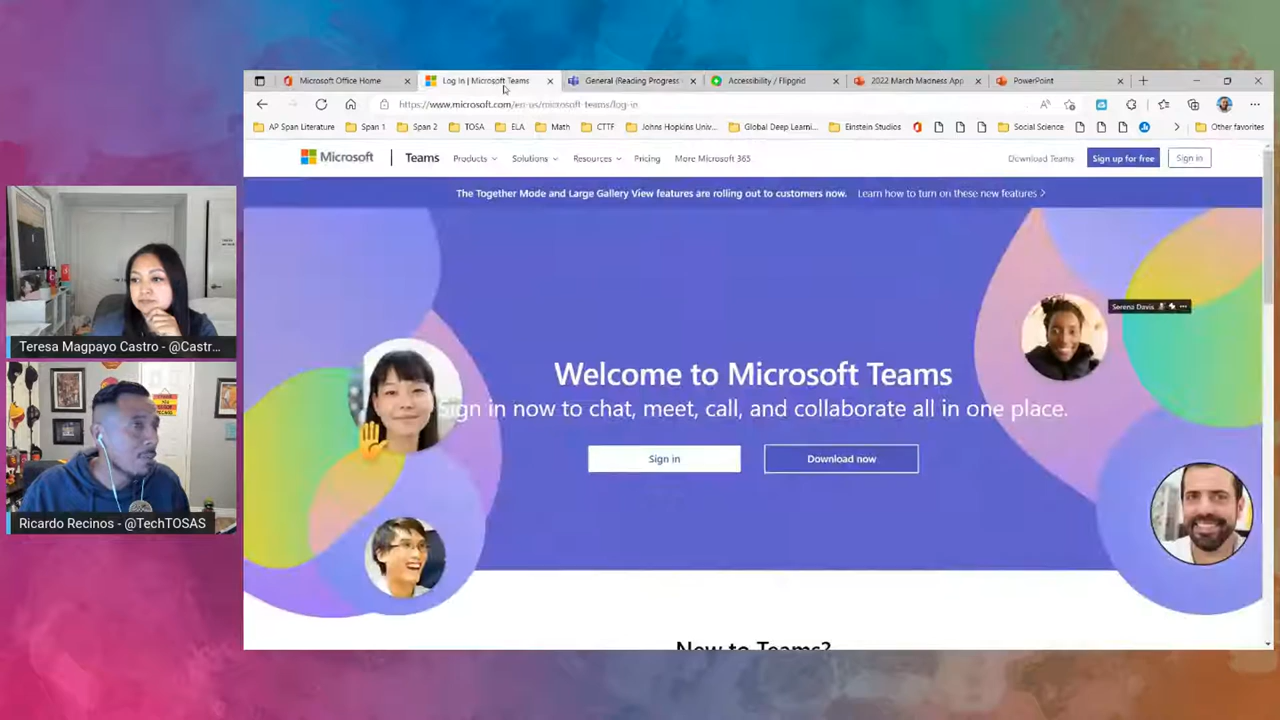 Microsoft Office Home
Log In | Microsoft Teams
General (Reading Progress
Accessibility / Flipgrid
2022 March Madness App
PowerPoint
https://www.microsoft.com/en-us/microsoft-teams/log-in
AP Span Literature
Span 1
Span 2
TOSA
ELA
Math
CTTF
Johns Hopkins Univ...
Global Deep Learni...
Einstein Studios
Social Science
Other favorites
Microsoft
Teams
Products
Solutions
Resources
Pricing
More Microsoft 365
Download Teams
Sign up for free
Sign in
The Together Mode and Large Gallery View features are rolling out to customers now.
Learn how to turn on these new features
Serena Davis
Welcome to Microsoft Teams
Sign in now to chat, meet, call, and collaborate all in one place.
Sign in
Download now
New to Teams?
Teresa Magpayo Castro - @Castr...
Ricardo Recinos - @TechTOSAS